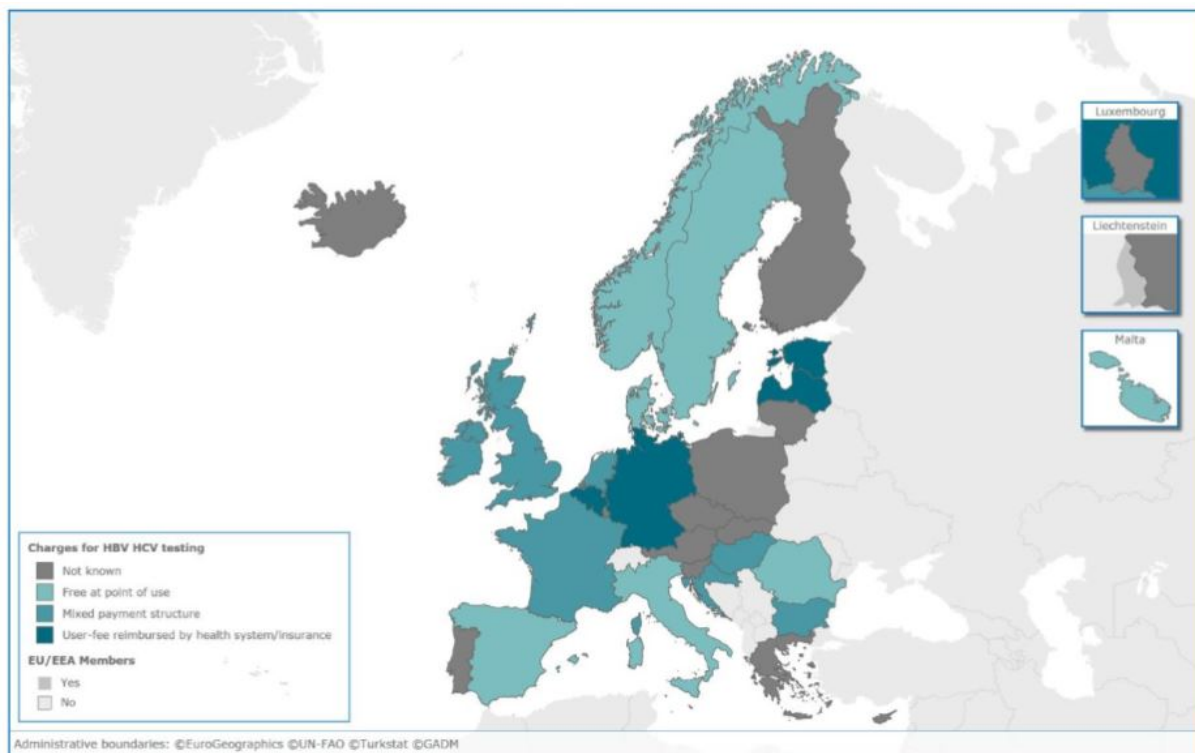 Luxembourg
Liechtenstein
Malta
Charges for HBV HCV testing
Not known
Free at point of use
Mixed payment structure
User-fee reimbursed by health system/insurance
EU/EEA Members
Yes
No
Administrative boundaries: ©EuroGeographics ©UN-FAO ©Turkstat ©GADM